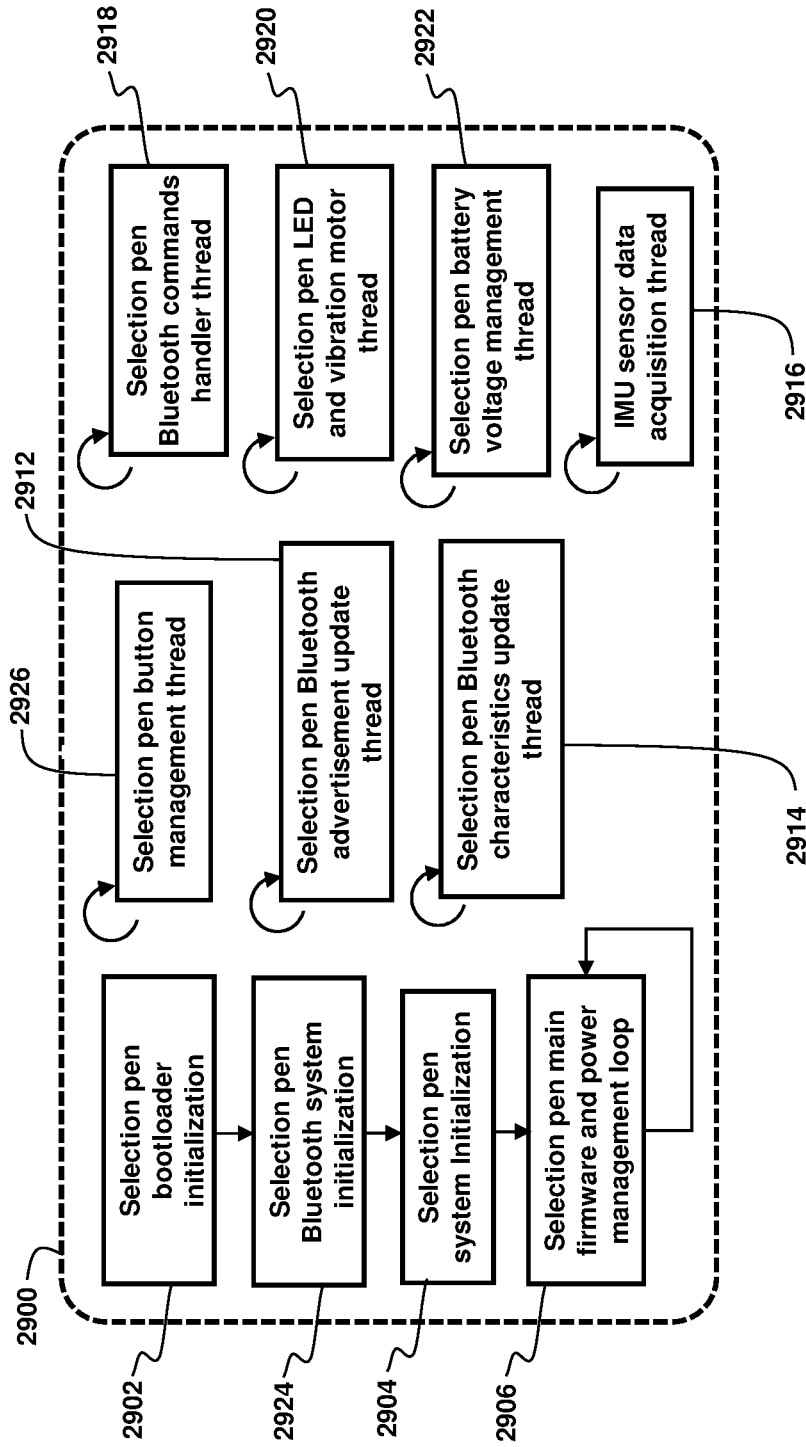 2900
2902
Selection pen
bootloader
initialization
2924
Selection pen
Bluetooth system
initialization
2904
Selection pen
system Initialization
2906
Selection pen main
firmware and power
management loop
2926
Selection pen button
management thread
2912
Selection pen Bluetooth
advertisement update
thread
Selection pen Bluetooth
characteristics update
thread
2914
Selection pen
Bluetooth commands
handler thread
2918
Selection pen LED
and vibration motor
thread
2920
Selection pen battery
voltage management
thread
2922
IMU sensor data
acquisition thread
2916